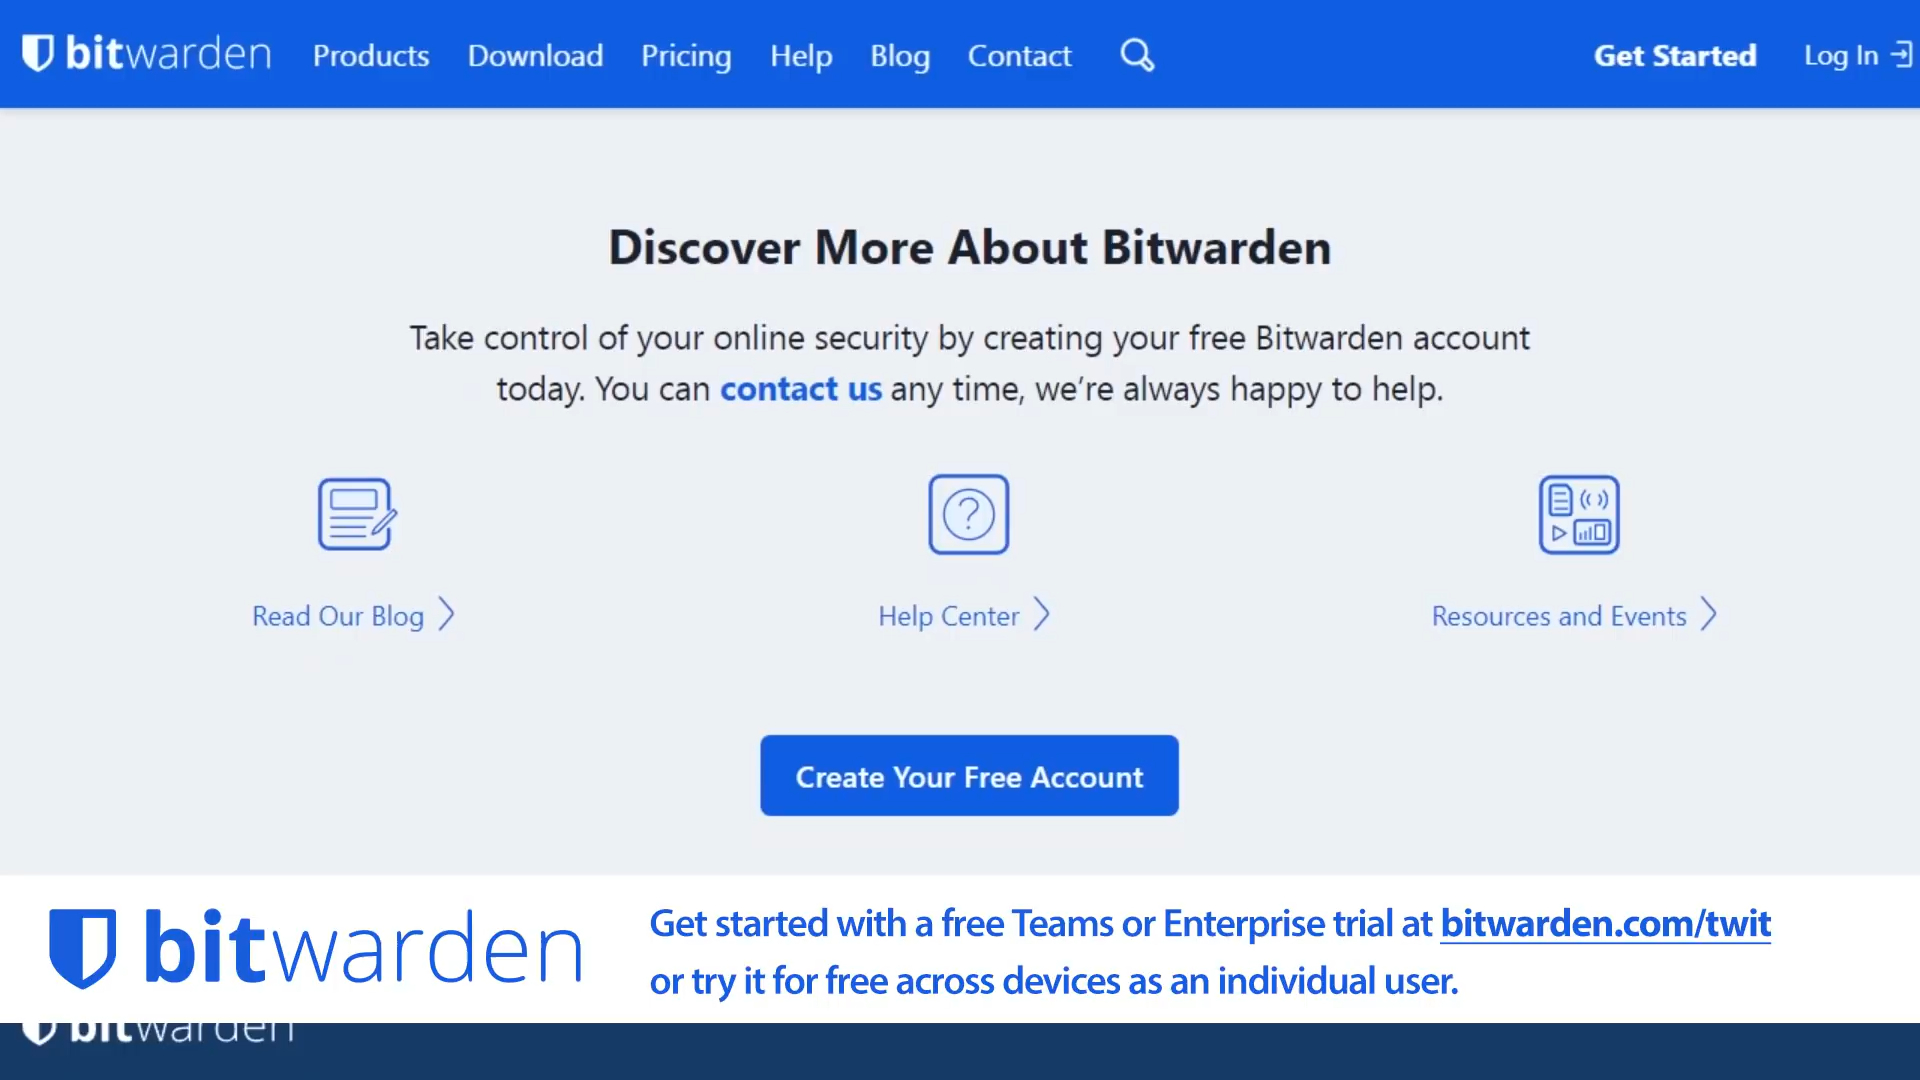 bitwarden Products Download Pricing Help Blog Contact Get Started Log In
Discover More About Bitwarden
Take control of your online security by creating your free Bitwarden account
today. You can contact us any time, we're always happy to help.
Read Our Blog
Help Center
Resources and Events
Create Your Free Account
bitwarden
Get started with a free Teams or Enterprise trial at bitwarden.com/twit
or try it for free across devices as an individual user.
bitwarden